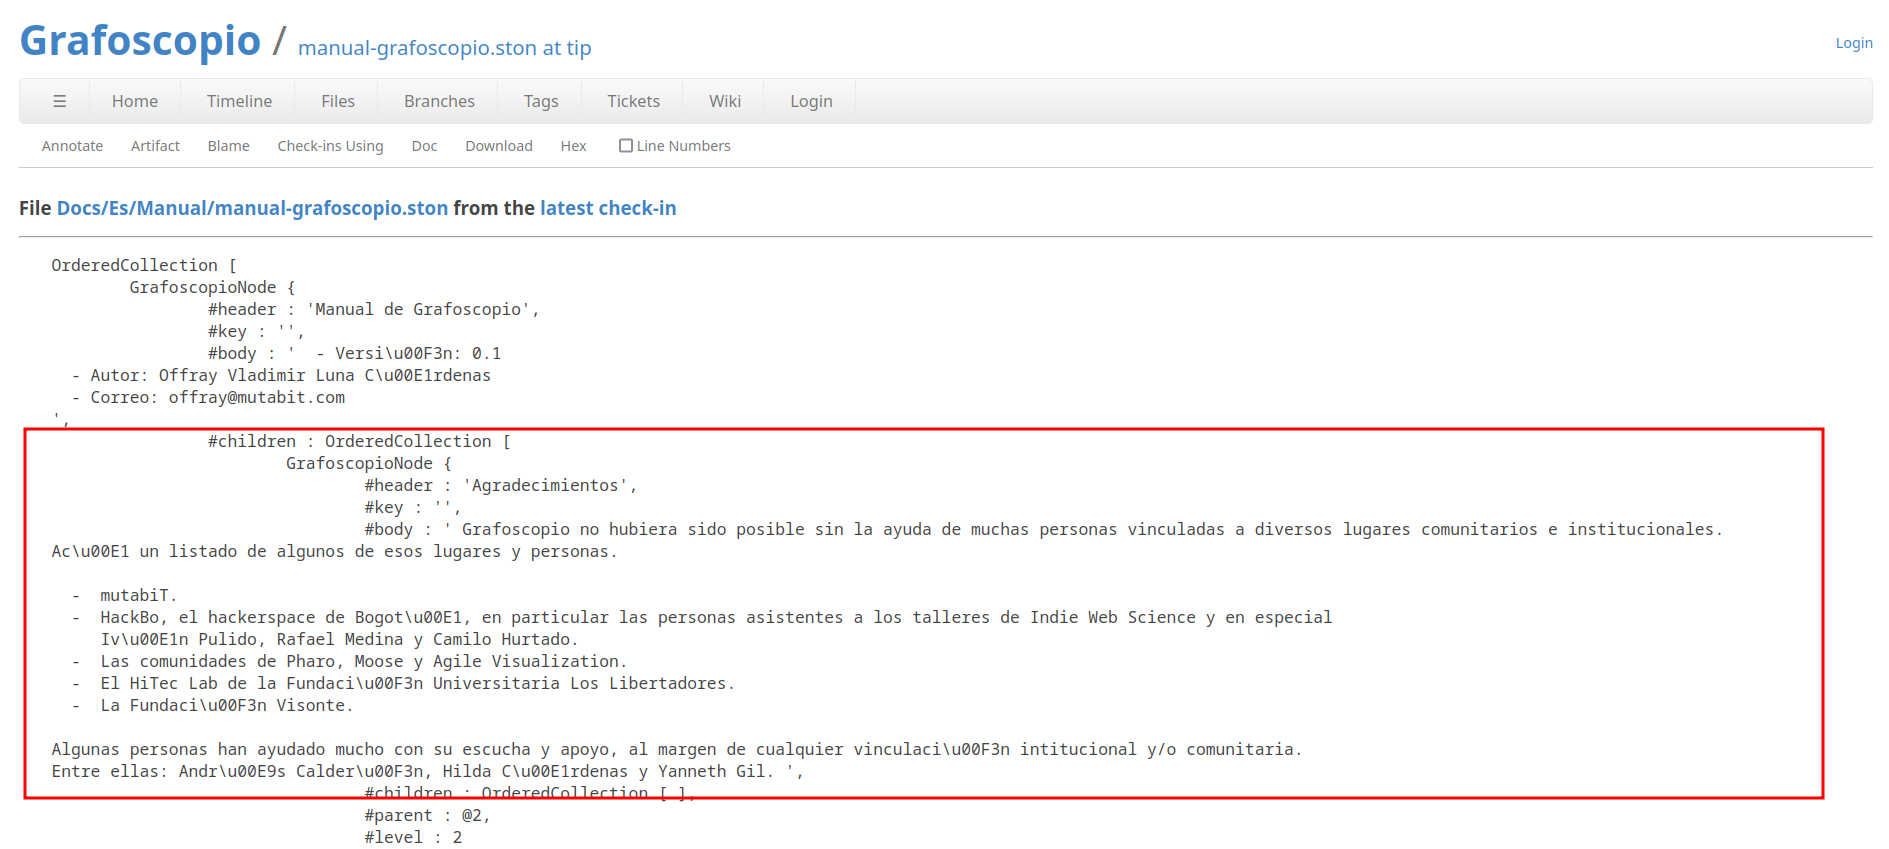 Grafoscopio / manual-grafoscopio.ston at tip
Login
☰ Home Timeline Files Branches Tags Tickets Wiki Login
Annotate Artifact Blame Check-ins Using Doc Download Hex Line Numbers
File Docs/Es/Manual/manual-grafoscopio.ston from the latest check-in
OrderedCollection [
        GrafoscopioNode {
                #header : 'Manual de Grafoscopio',
                #key : '',
                #body : '  - Versi\u00F3n: 0.1
  - Autor: Offray Vladimir Luna C\u00E1rdenas
  - Correo: offray@mutabit.com
',
                #children : OrderedCollection [
                        GrafoscopioNode {
                                #header : 'Agradecimientos',
                                #key : '',
                                #body : ' Grafoscopio no hubiera sido posible sin la ayuda de muchas personas vinculadas a diversos lugares comunitarios e institucionales.
Ac\u00E1 un listado de algunos de esos lugares y personas.
  -  mutabiT.
  -  HackBo, el hackerspace de Bogot\u00E1, en particular las personas asistentes a los talleres de Indie Web Science y en especial
     Iv\u00E1n Pulido, Rafael Medina y Camilo Hurtado.
  -  Las comunidades de Pharo, Moose y Agile Visualization.
  -  El HiTec Lab de la Fundaci\u00F3n Universitaria Los Libertadores.
  -  La Fundaci\u00F3n Visonte.
Algunas personas han ayudado mucho con su escucha y apoyo, al margen de cualquier vinculaci\u00F3n intitucional y/o comunitaria.
Entre ellas: Andr\u00E9s Calder\u00F3n, Hilda C\u00E1rdenas y Yanneth Gil. ',
                                #children : OrderedCollection [ ],
                                #parent : @2,
                                #level : 2